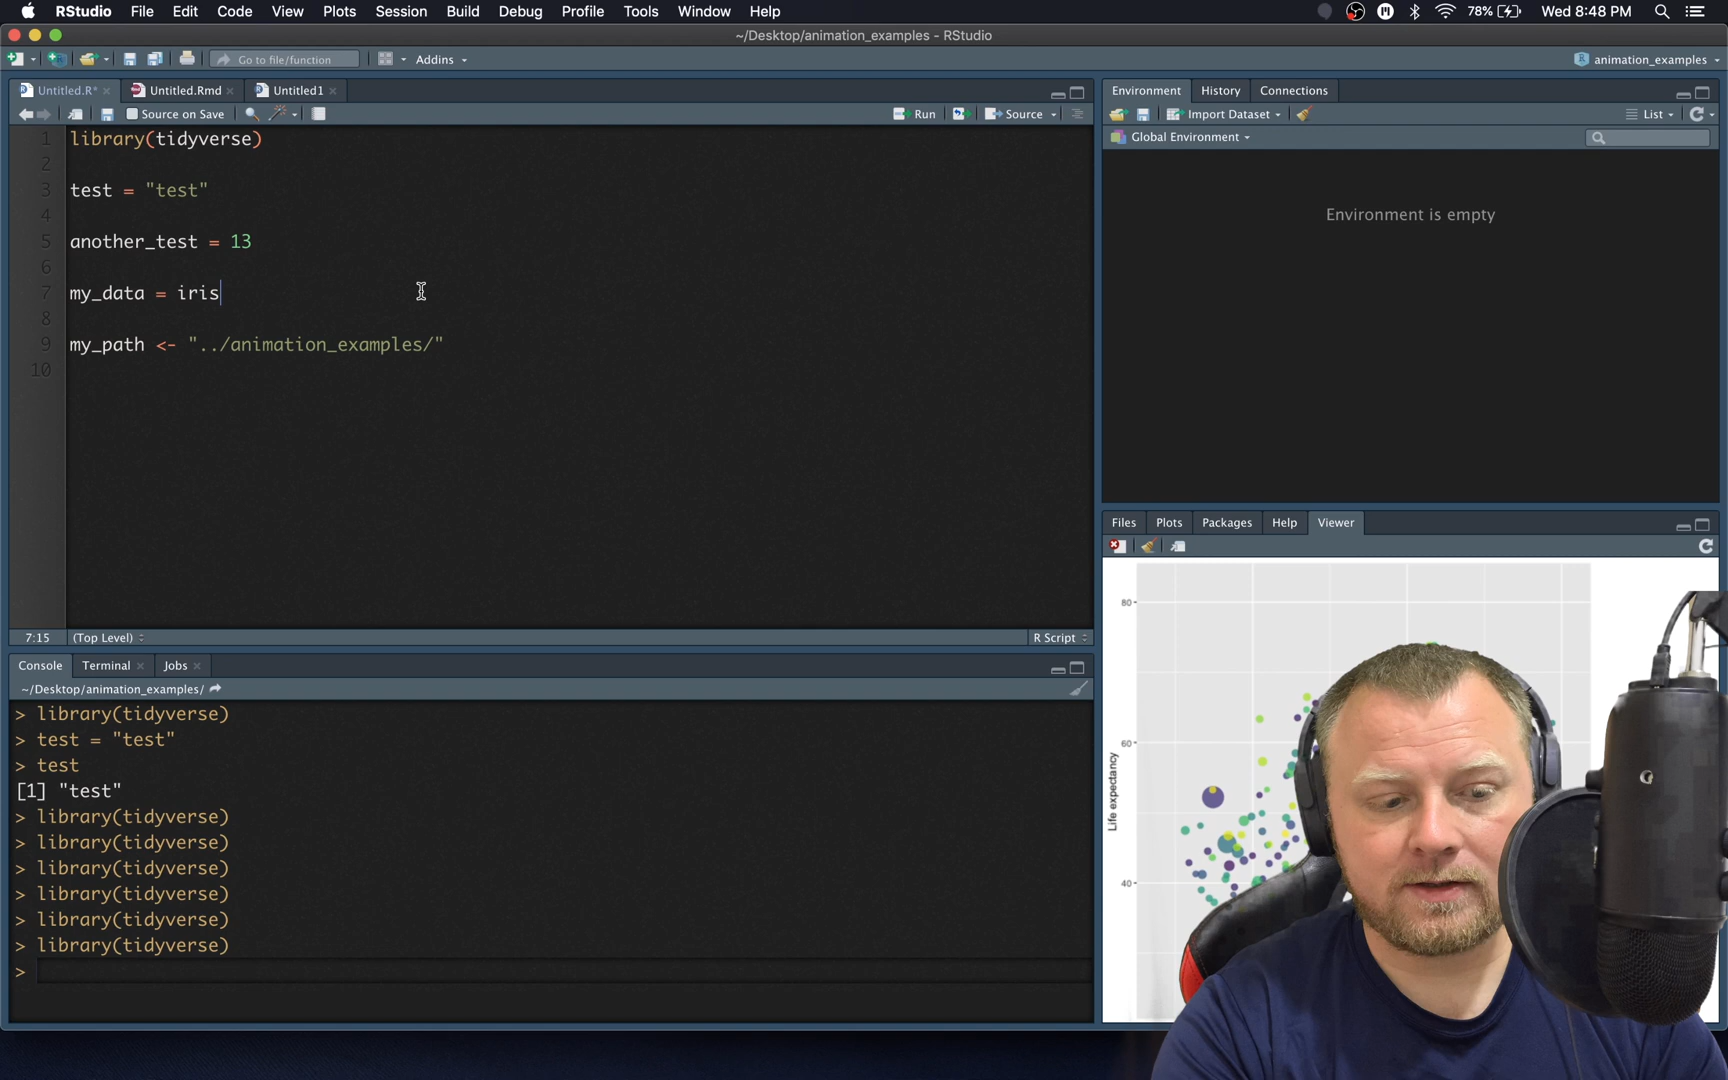 RStudio File Edit Code View Plots Session Build Debug Profile Tools Window Help 78% Wed 8:48 PM
~/Desktop/animation_examples - RStudio
Go to file/function Addins animation_examples
Untitled.R* Untitled.Rmd Untitled1
Source on Save Run Source
1 library(tidyverse)
2
3 test = "test"
4
5 another_test = 13
6
7 my_data = iris
8
9 my_path <- "../animation_examples/"
10
7:15 (Top Level) R Script
Console Terminal Jobs
~/Desktop/animation_examples/
> library(tidyverse)
> test = "test"
> test
[1] "test"
> library(tidyverse)
> library(tidyverse)
> library(tidyverse)
> library(tidyverse)
> library(tidyverse)
> library(tidyverse)
>
Environment History Connections
Import Dataset List
Global Environment
Environment is empty
Files Plots Packages Help Viewer
80
60
40
Life expectancy